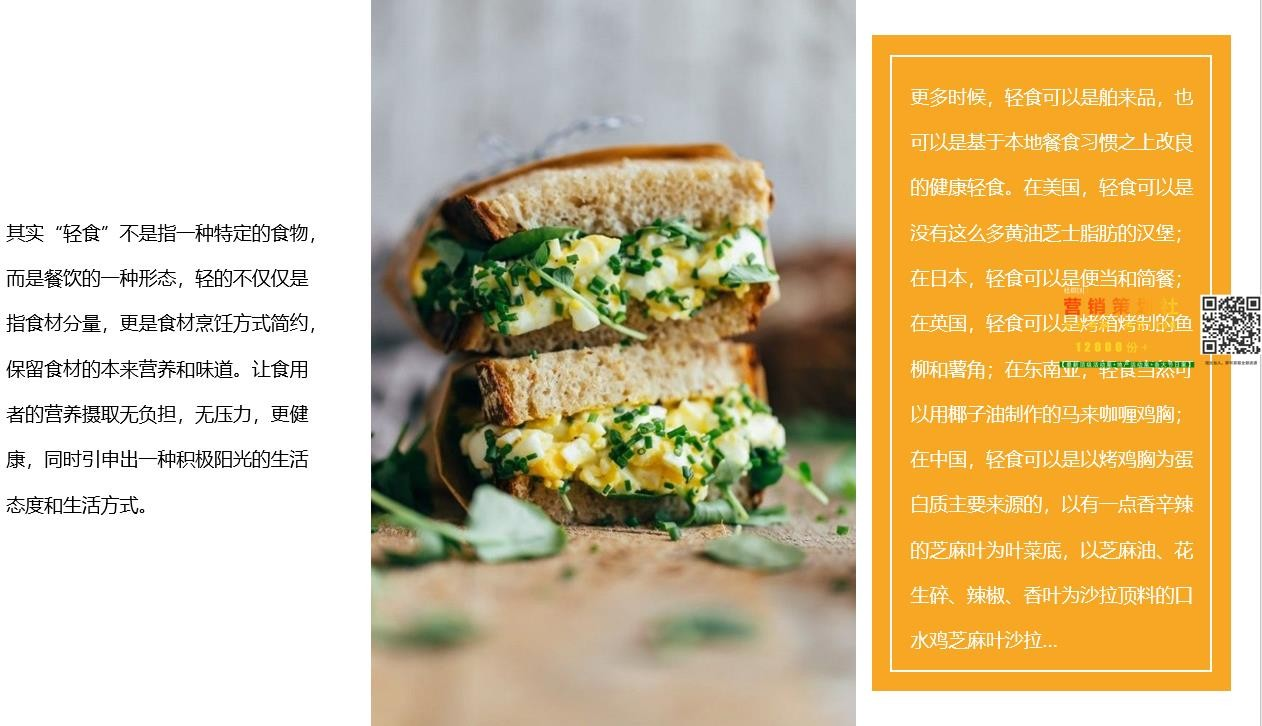 其实“轻食”不是指一种特定的食物，
而是餐饮的一种形态，轻的不仅仅是
指食材分量，更是食材烹饪方式简约，
保留食材的本来营养和味道。让食用
者的营养摄取无负担，无压力，更健
康，同时引申出一种积极阳光的生活
态度和生活方式。
更多时候，轻食可以是舶来品，也
可以是基于本地餐食习惯之上改良
的健康轻食。在美国，轻食可以是
没有这么多黄油芝士脂肪的汉堡；
在日本，轻食可以是便当和简餐；
在英国，轻食可以是烤箱烤制的鱼
柳和薯角；在东南亚，轻食当然可
以用椰子油制作的马来咖喱鸡胸；
在中国，轻食可以是以烤鸡胸为蛋
白质主要来源的，以有一点香辛辣
的芝麻叶为叶菜底，以芝麻油、花
生碎、辣椒、香叶为沙拉顶料的口
水鸡芝麻叶沙拉...
营销策划社
12000份+